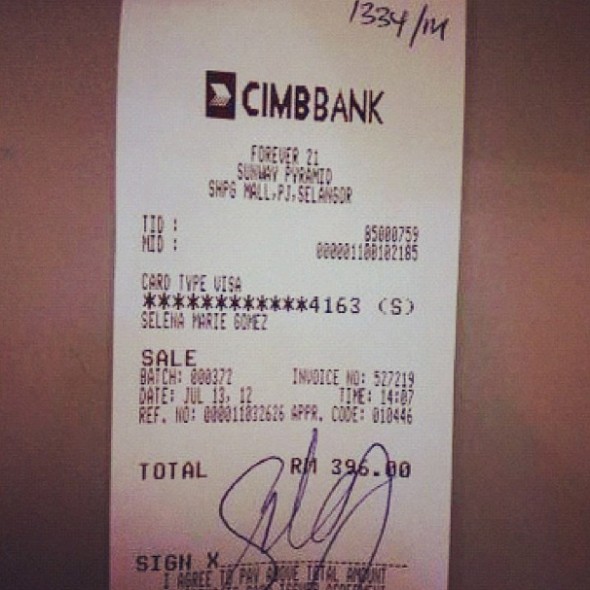 1334/M
CIMBBANK
FOREVER 21
SUNWAY PYRAMID
SHPG MALL,PJ,SELANGOR
TID : 85000759
MID : 000001100102185
CARD TYPE VISA
************4163 (S)
SELENA MARIE GOMEZ
SALE
BATCH: 000372 INVOICE NO: 527219
DATE: JUL 13, 12 TIME: 14:07
REF. NO: 000011032626 APPR. CODE: 010446
TOTAL RM 396.00
SIGN X
I AGREE TO PAY ABOVE TOTAL AMOUNT